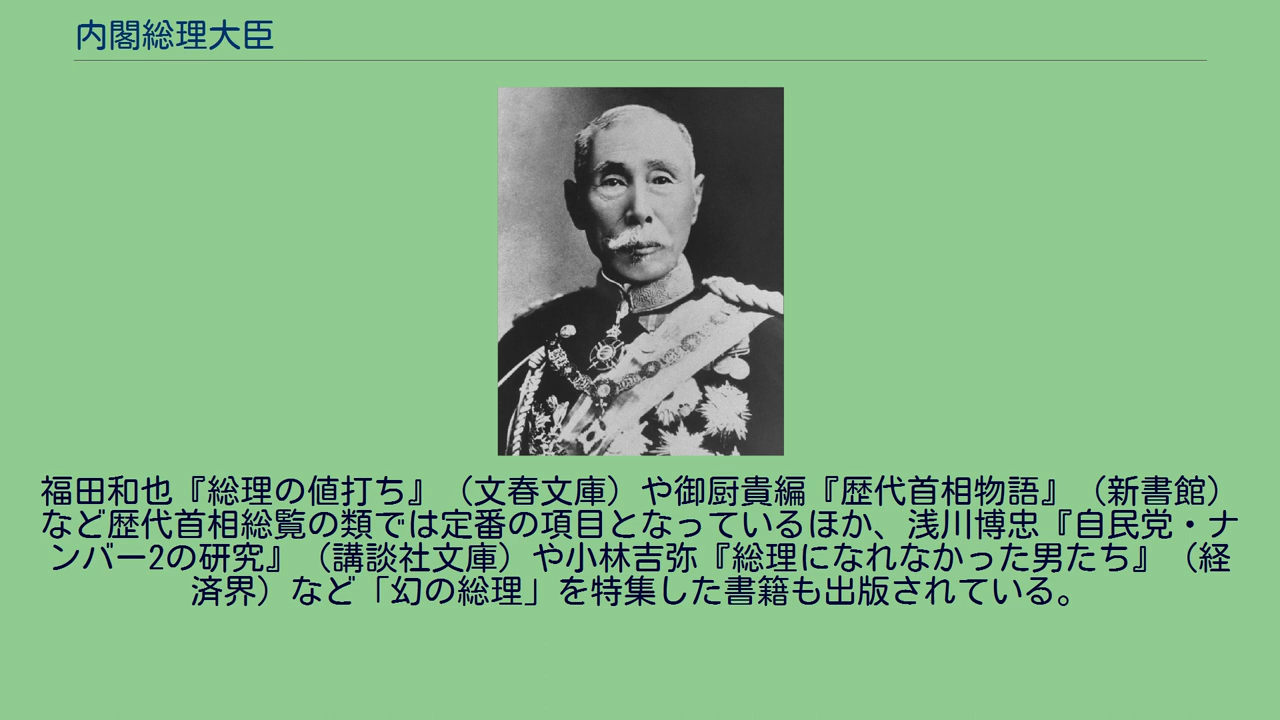 内閣総理大臣
福田和也『総理の値打ち』（文春文庫）や御厨貴編『歴代首相物語』（新書館）
など歴代首相総覧の類では定番の項目となっているほか、浅川博忠『自民党・ナ
ンバー2の研究』（講談社文庫）や小林吉弥『総理になれなかった男たち』（経
済界）など「幻の総理」を特集した書籍も出版されている。